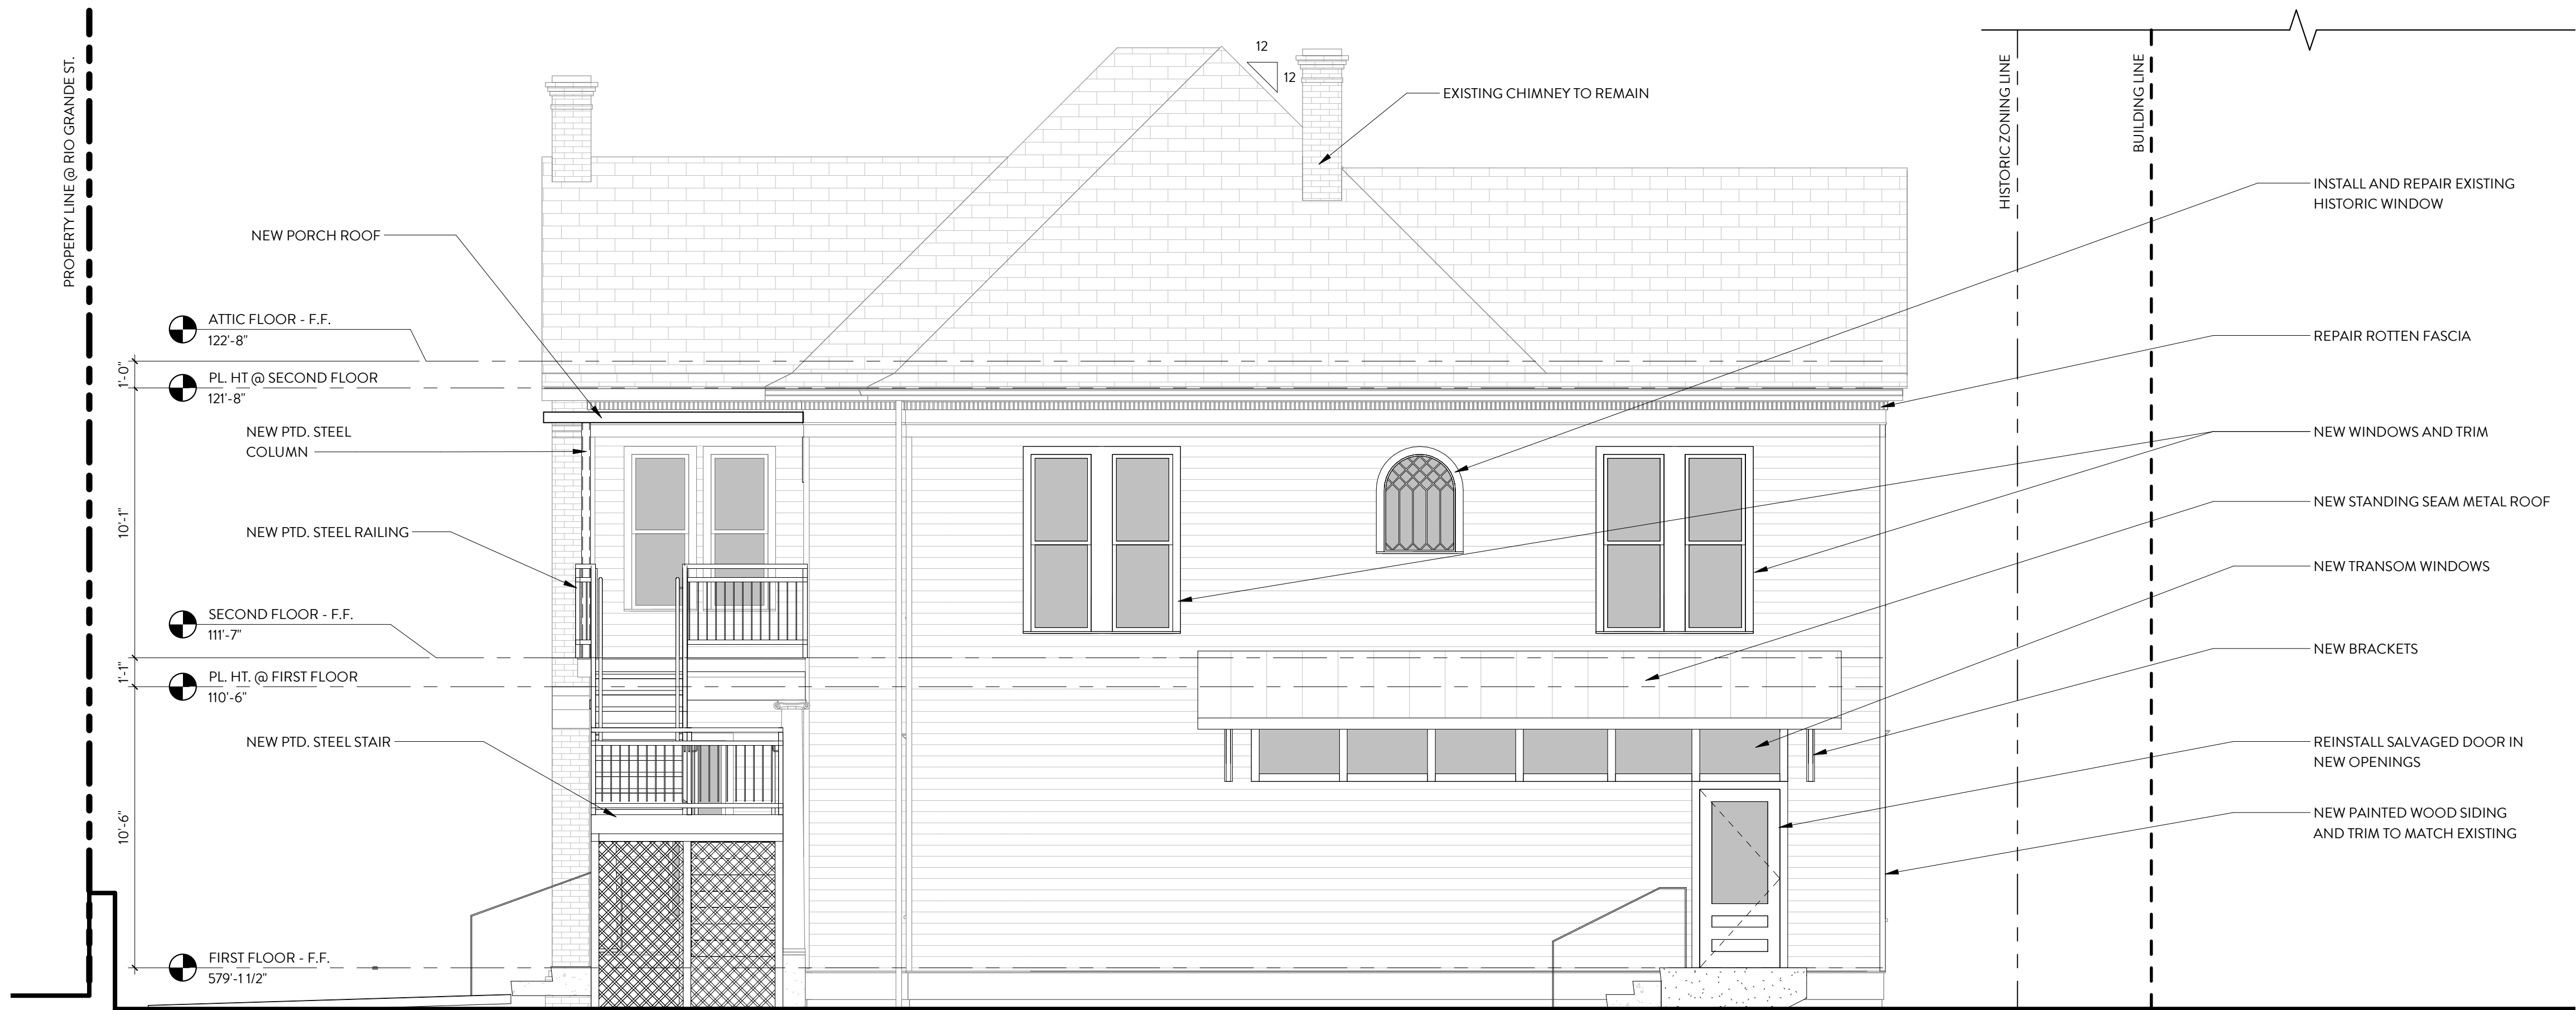 PROPERTY LINE @ RIO GRANDE ST.
12
12
EXISTING CHIMNEY TO REMAIN
HISTORIC ZONING LINE
BUILDING LINE
NEW PORCH ROOF
ATTIC FLOOR - F.F.
122'-8"
1'-0"
PL. HT @ SECOND FLOOR
121'-8"
NEW PTD. STEEL
COLUMN
10'-1"
NEW PTD. STEEL RAILING
SECOND FLOOR - F.F.
111'-7"
1'-1"
PL. HT. @ FIRST FLOOR
110'-6"
NEW PTD. STEEL STAIR
10'-6"
FIRST FLOOR - F.F.
579'-1 1/2"
INSTALL AND REPAIR EXISTING
HISTORIC WINDOW
REPAIR ROTTEN FASCIA
NEW WINDOWS AND TRIM
NEW STANDING SEAM METAL ROOF
NEW TRANSOM WINDOWS
NEW BRACKETS
REINSTALL SALVAGED DOOR IN
NEW OPENINGS
NEW PAINTED WOOD SIDING
AND TRIM TO MATCH EXISTING